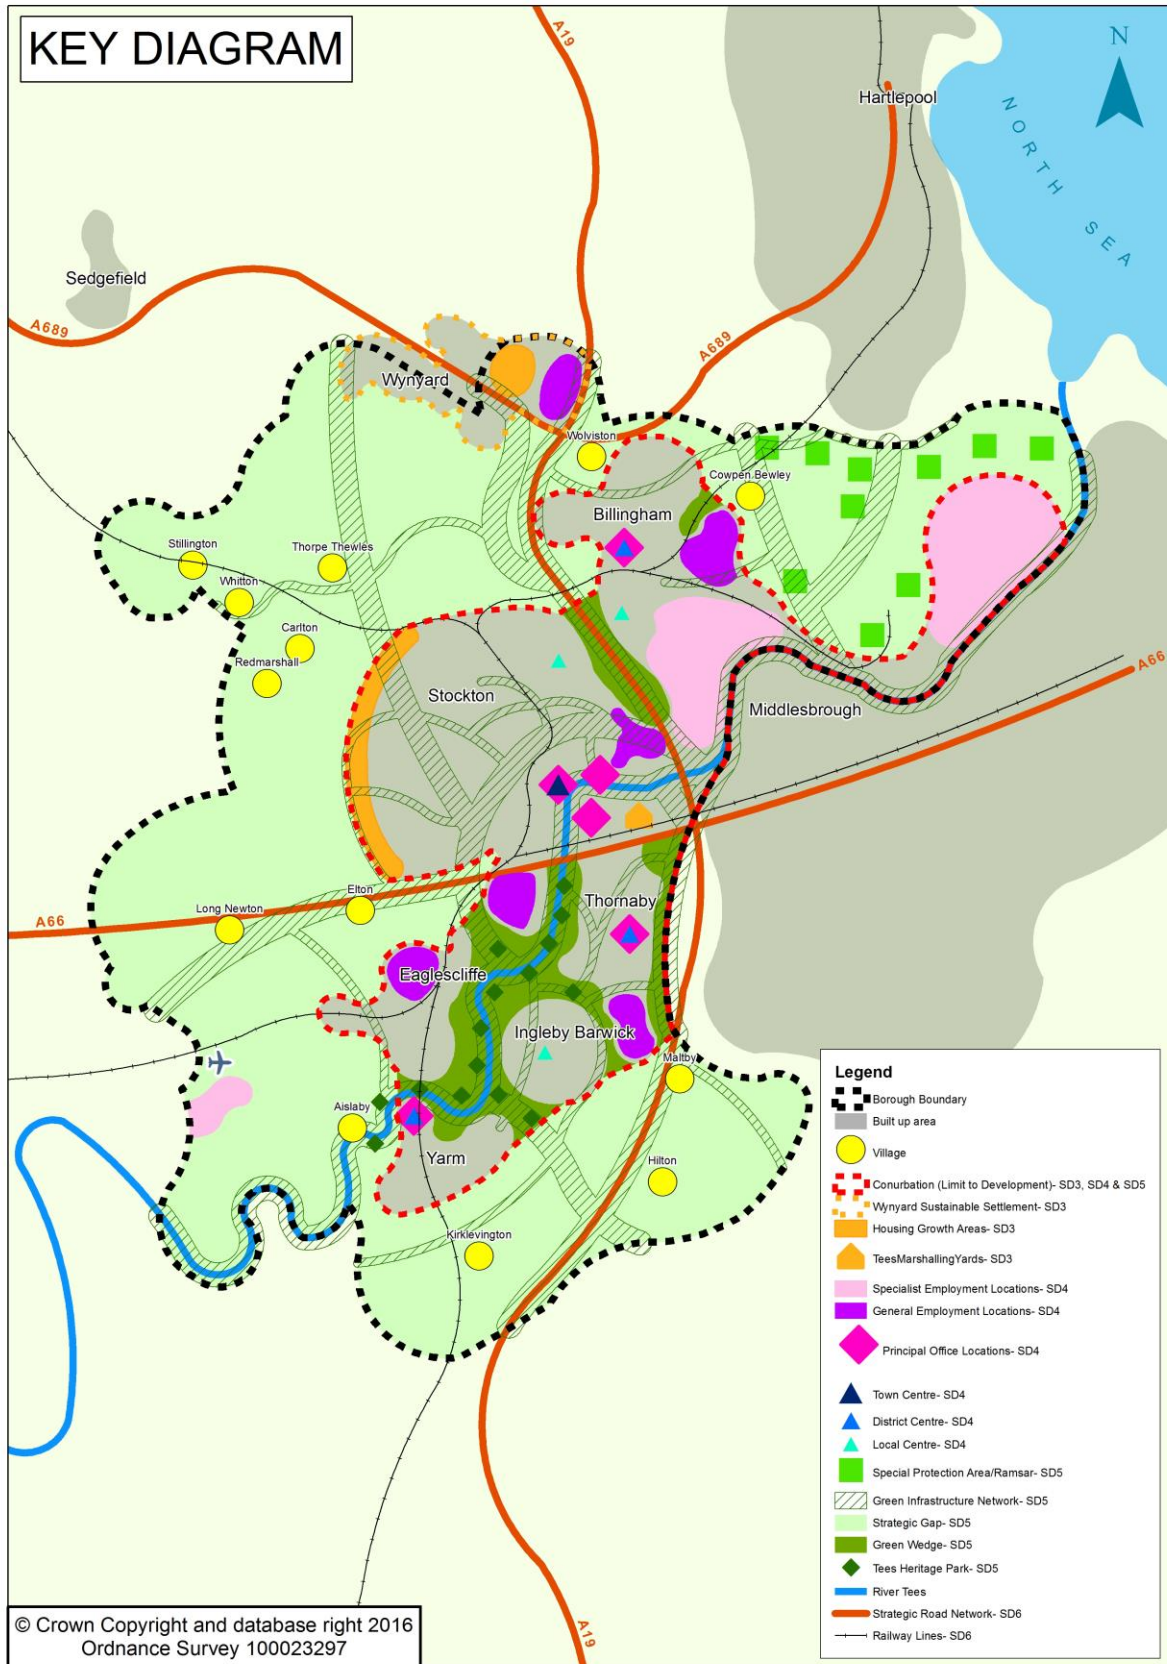 KEY DIAGRAM
A19
N
Hartlepool
NORTH SEA
Sedgefield
A689
A689
Wynyard
Wolviston
Cowpen Bewley
Billingham
Stillington
Thorpe Thewles
Whitton
Carlton
Redmarshall
Stockton
Middlesbrough
A66
Elton
Long Newton
A66
Thornaby
Eaglescliffe
Ingleby Barwick
Maltby
Aislaby
Yarm
Hilton
Kirklevington
A19
Legend
Borough Boundary
Built up area
Village
Conurbation (Limit to Development)- SD3, SD4 & SD5
Wynyard Sustainable Settlement- SD3
Housing Growth Areas- SD3
TeesMarshallingYards- SD3
Specialist Employment Locations- SD4
General Employment Locations- SD4
Principal Office Locations- SD4
Town Centre- SD4
District Centre- SD4
Local Centre- SD4
Special Protection Area/Ramsar- SD5
Green Infrastructure Network- SD5
Strategic Gap- SD5
Green Wedge- SD5
Tees Heritage Park- SD5
River Tees
Strategic Road Network- SD6
Railway Lines- SD6
© Crown Copyright and database right 2016
Ordnance Survey 100023297